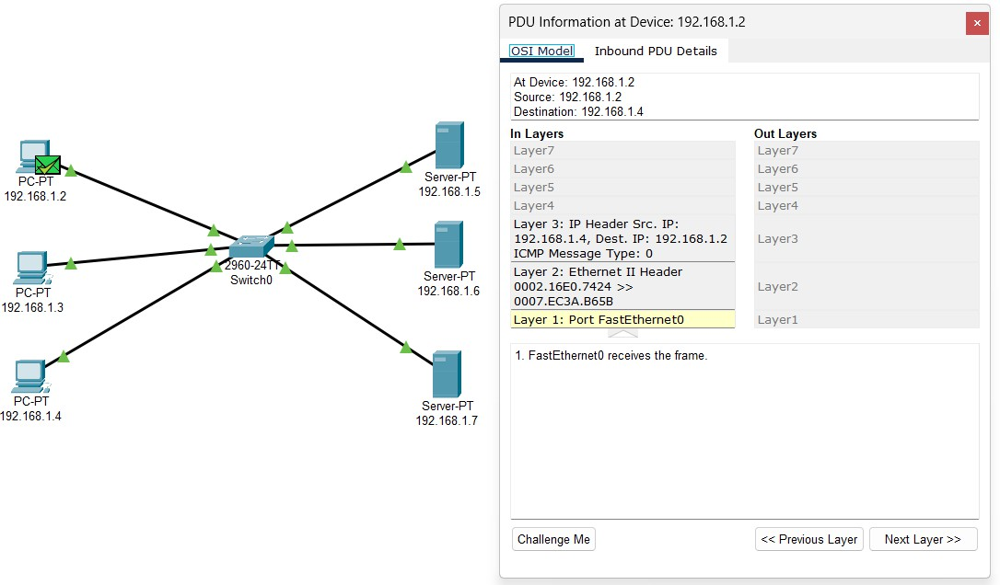 PC-PT
192.168.1.2
PC-PT
192.168.1.3
PC-PT
192.168.1.4
2960-24TT
Switch0
Server-PT
192.168.1.5
Server-PT
192.168.1.6
Server-PT
192.168.1.7
PDU Information at Device: 192.168.1.2
×
OSI Model
Inbound PDU Details
At Device: 192.168.1.2
Source: 192.168.1.2
Destination: 192.168.1.4
In Layers
Layer7
Layer6
Layer5
Layer4
Layer 3: IP Header Src. IP:
192.168.1.4, Dest. IP: 192.168.1.2
ICMP Message Type: 0
Layer 2: Ethernet II Header
0002.16E0.7424 >>
0007.EC3A.B65B
Layer 1: Port FastEthernet0
Out Layers
Layer7
Layer6
Layer5
Layer4
Layer3
Layer2
Layer1
1. FastEthernet0 receives the frame.
Challenge Me
<< Previous Layer
Next Layer >>